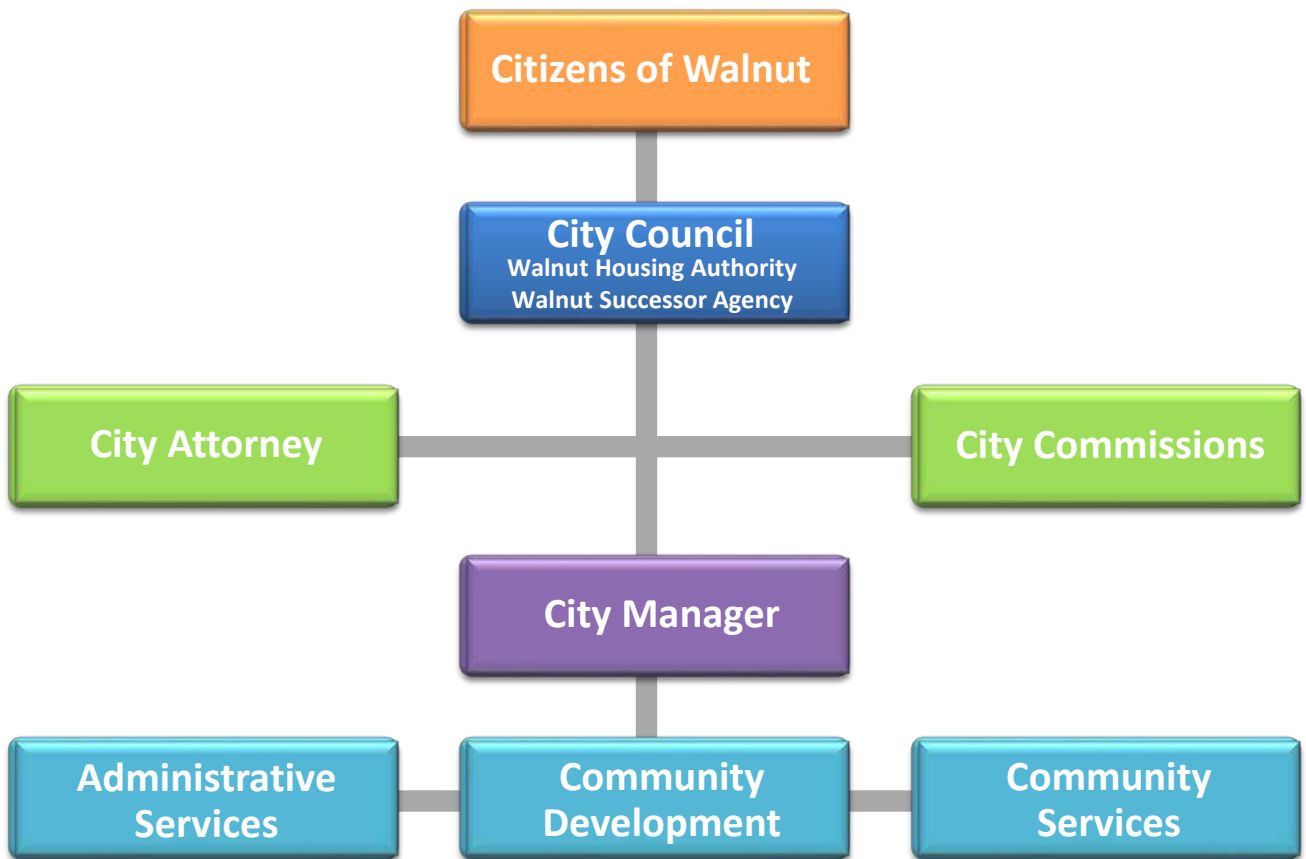 Citizens of Walnut
City Council
Walnut Housing Authority
Walnut Successor Agency
City Attorney
City Commissions
City Manager
Administrative
Services
Community
Development
Community
Services